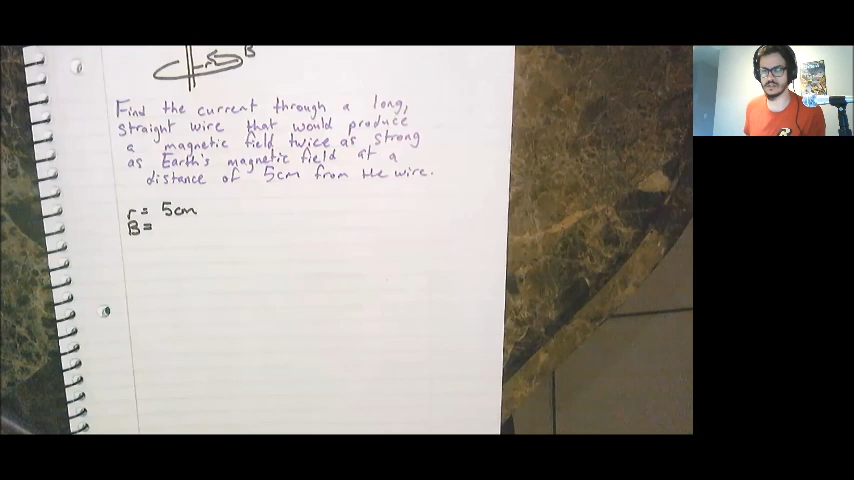 B
Find the current through a long,
straight wire that would produce
a magnetic field twice as strong
as Earth's magnetic field at a
distance of 5cm from the wire.
r = 5cm
B =